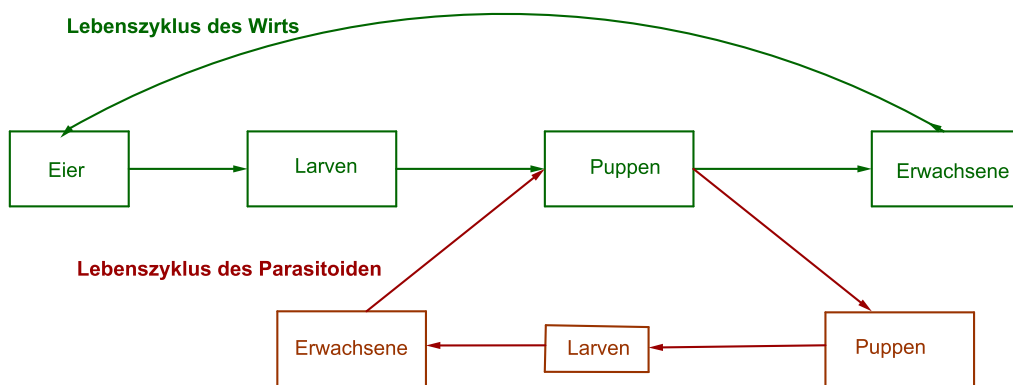 Lebenszyklus des Wirts
Eier
Larven
Puppen
Erwachsene
Lebenszyklus des Parasitoiden
Erwachsene
Larven
Puppen